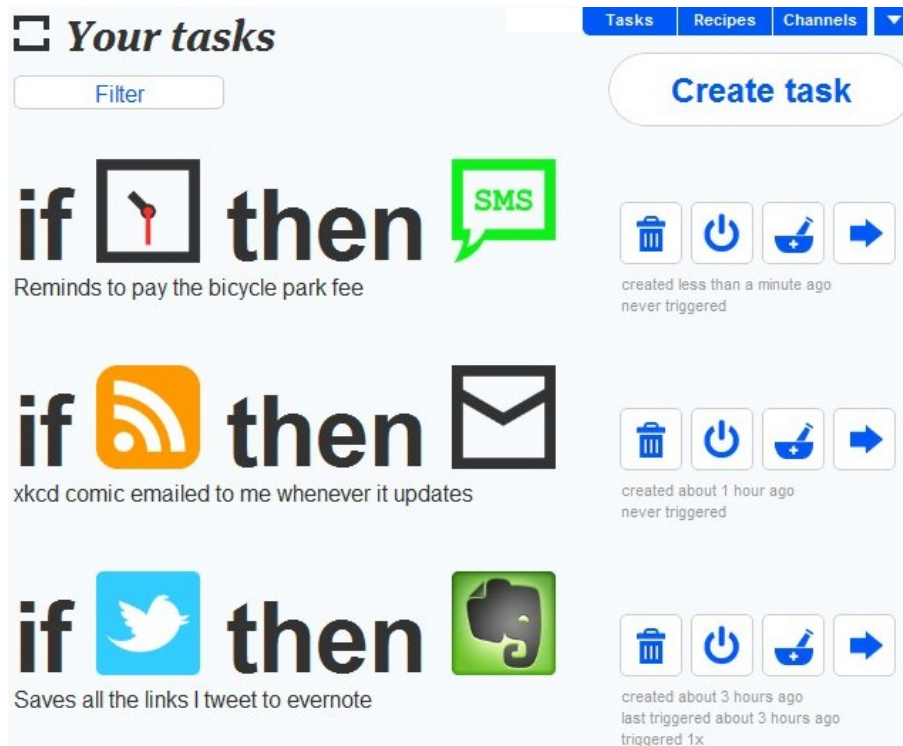 Your tasks
Tasks Recipes Channels
Filter
Create task
if then SMS
Reminds to pay the bicycle park fee
created less than a minute ago
never triggered
if then
xkcd comic emailed to me whenever it updates
created about 1 hour ago
never triggered
if then
Saves all the links I tweet to evernote
created about 3 hours ago
last triggered about 3 hours ago
triggered 1x